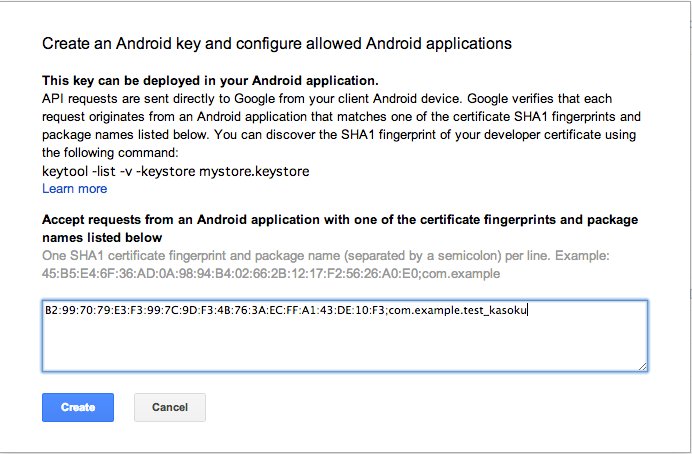 Create an Android key and configure allowed Android applications
This key can be deployed in your Android application.
API requests are sent directly to Google from your client Android device. Google verifies that each
request originates from an Android application that matches one of the certificate SHA1 fingerprints and
package names listed below. You can discover the SHA1 fingerprint of your developer certificate using
the following command:
keytool -list -v -keystore mystore.keystore
Learn more
Accept requests from an Android application with one of the certificate fingerprints and package
names listed below
One SHA1 certificate fingerprint and package name (separated by a semicolon) per line. Example:
45:B5:E4:6F:36:AD:0A:98:94:B4:02:66:2B:12:17:F2:56:26:A0:E0;com.example
B2:99:70:79:E3:F3:99:7C:9D:F3:4B:76:3A:EC:FF:A1:43:DE:10:F3;com.example.test_kasoku
Create
Cancel